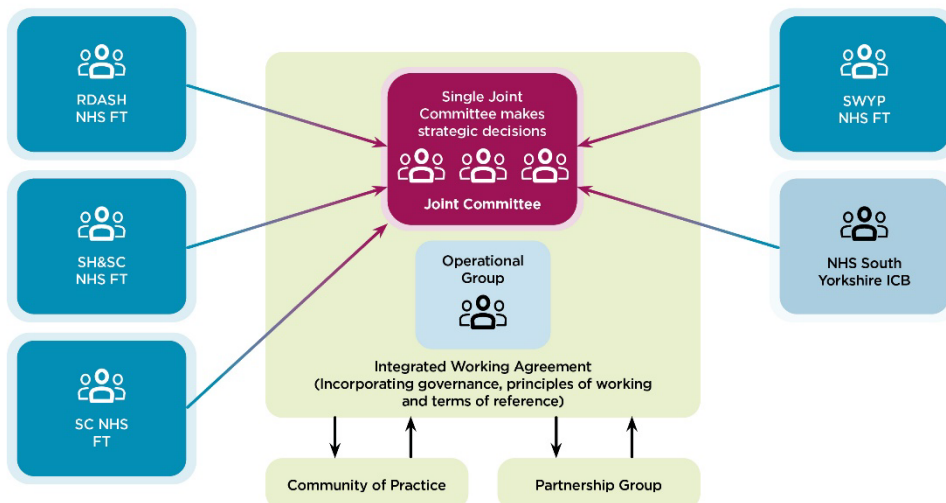 RDASH
NHS FT
SH&SC
NHS FT
SC NHS
FT
Single Joint
Committee makes
strategic decisions
Joint Committee
Operational
Group
Integrated Working Agreement
(Incorporating governance, principles of working
and terms of reference)
SWYP
NHS FT
NHS South
Yorkshire ICB
Community of Practice
Partnership Group